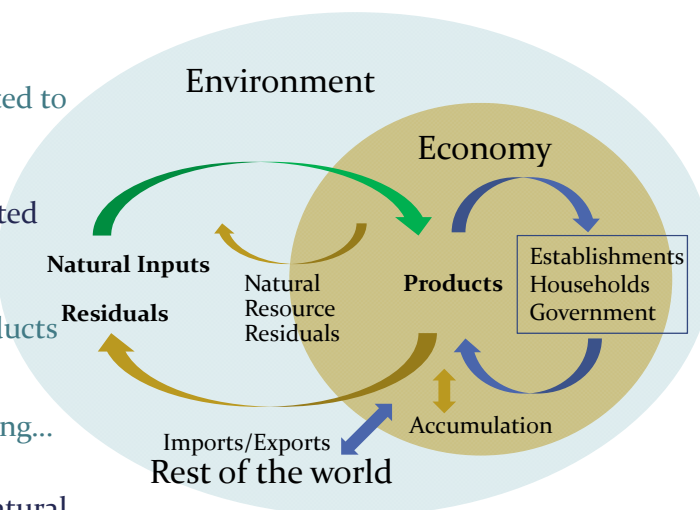 Environment
ted to
Economy
ted
Establishments
Households
Government
Natural Inputs
Natural
Resource
Residuals
Products
Residuals
ducts
Accumulation
ng...
Imports/Exports
Rest of the world
atural